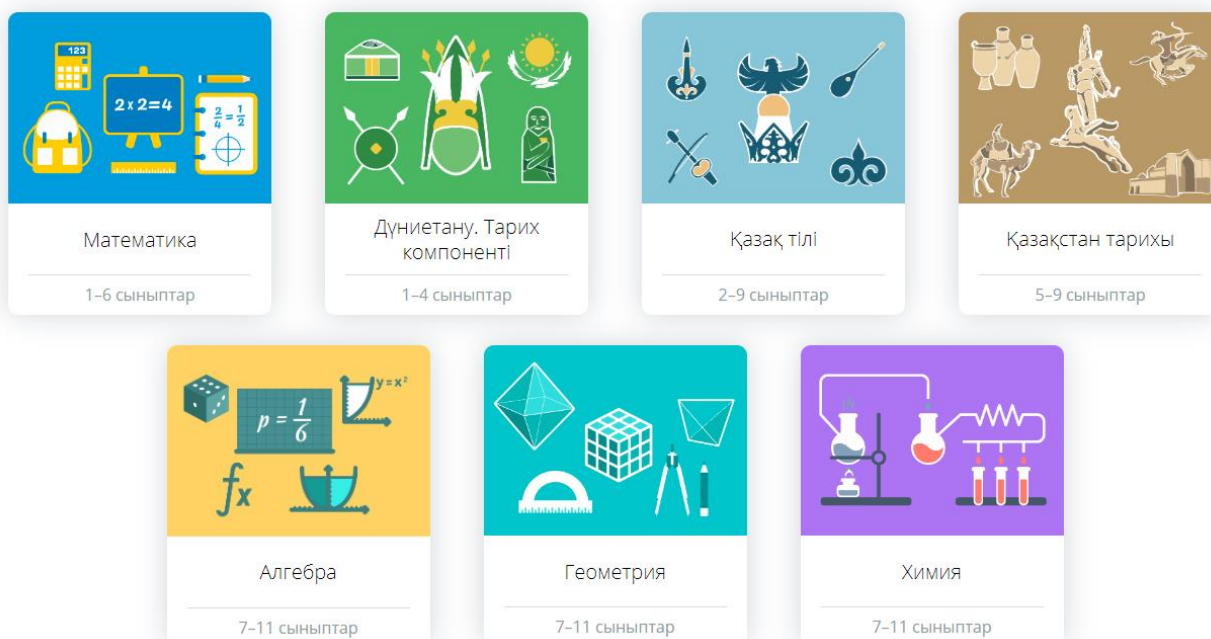 123
2 x 2=4
2/4 = 1/2
Математика
1–6 сыныптар
Дүниетану. Тарих
компоненті
1–4 сыныптар
Қазақ тілі
2–9 сыныптар
Қазақстан тарихы
5–9 сыныптар
p = 1/6
y=x²
fx
Алгебра
7–11 сыныптар
Геометрия
7–11 сыныптар
Химия
7–11 сыныптар